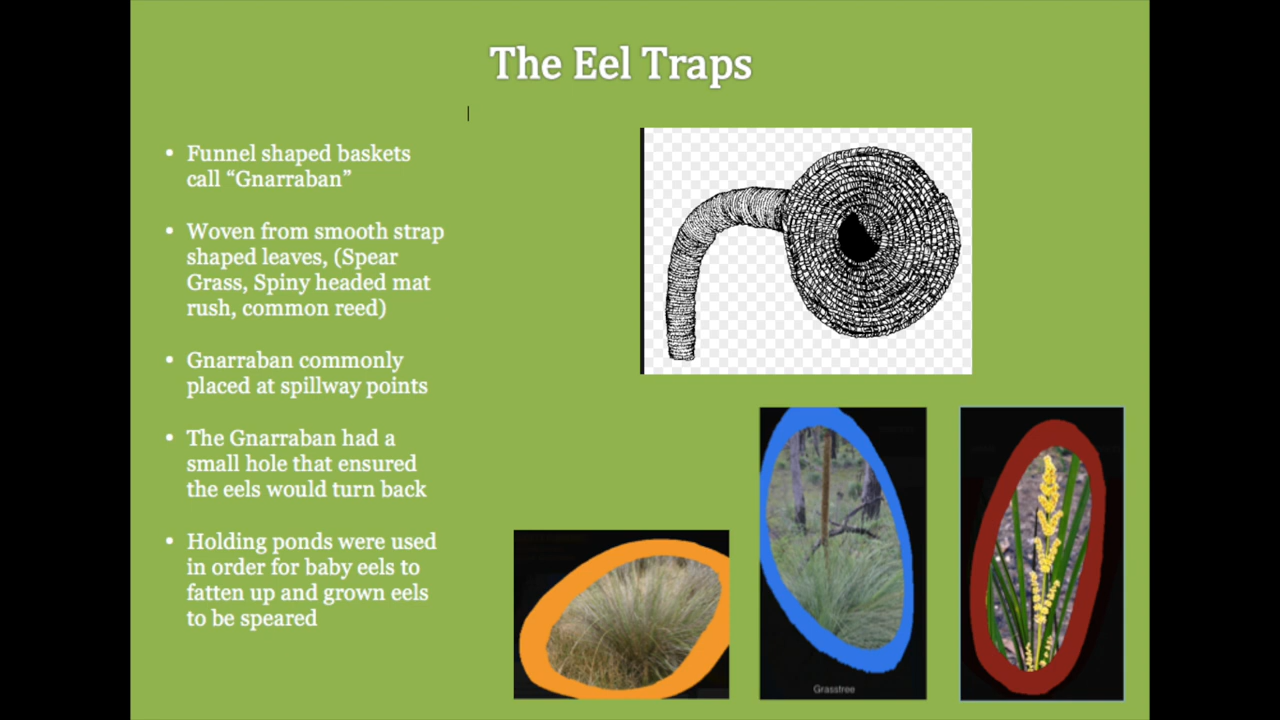 The Eel Traps
• Funnel shaped baskets
call “Gnarraban”
• Woven from smooth strap
shaped leaves, (Spear
Grass, Spiny headed mat
rush, common reed)
• Gnarraban commonly
placed at spillway points
• The Gnarraban had a
small hole that ensured
the eels would turn back
• Holding ponds were used
in order for baby eels to
fatten up and grown eels
to be speared
Grasstree